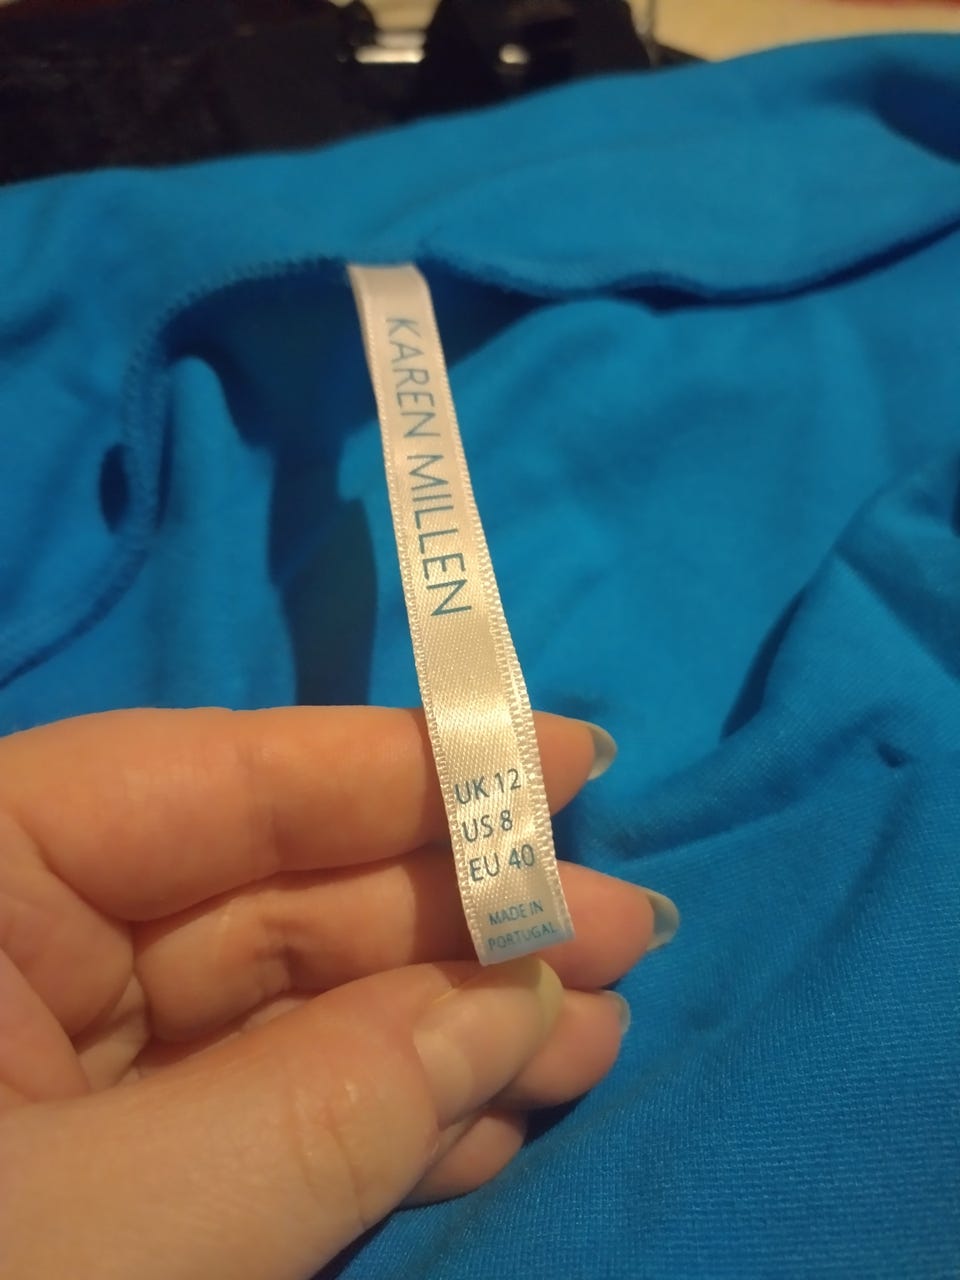 KAREN MILLEN
UK 12
US 8
EU 40
MADE IN
PORTUGAL